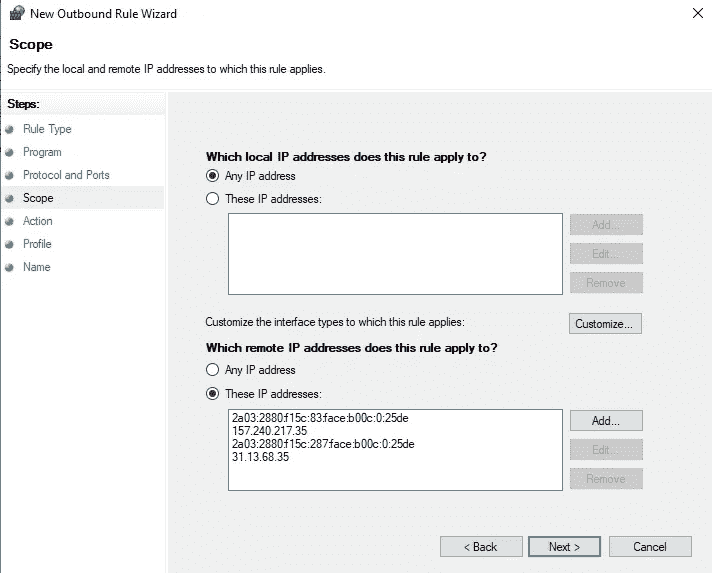 New Outbound Rule Wizard
Scope
Specify the local and remote IP addresses to which this rule applies.
Steps:
Rule Type
Program
Protocol and Ports
Scope
Action
Profile
Name
Which local IP addresses does this rule apply to?
Any IP address
These IP addresses:
Add...
Edit...
Remove
Customize the interface types to which this rule applies:
Customize...
Which remote IP addresses does this rule apply to?
Any IP address
These IP addresses:
2a03:2880:f15c:83:face:b00c:0:25de
157.240.217.35
2a03:2880:f15c:287:face:b00c:0:25de
31.13.68.35
Add...
Edit...
Remove
< Back
Next >
Cancel